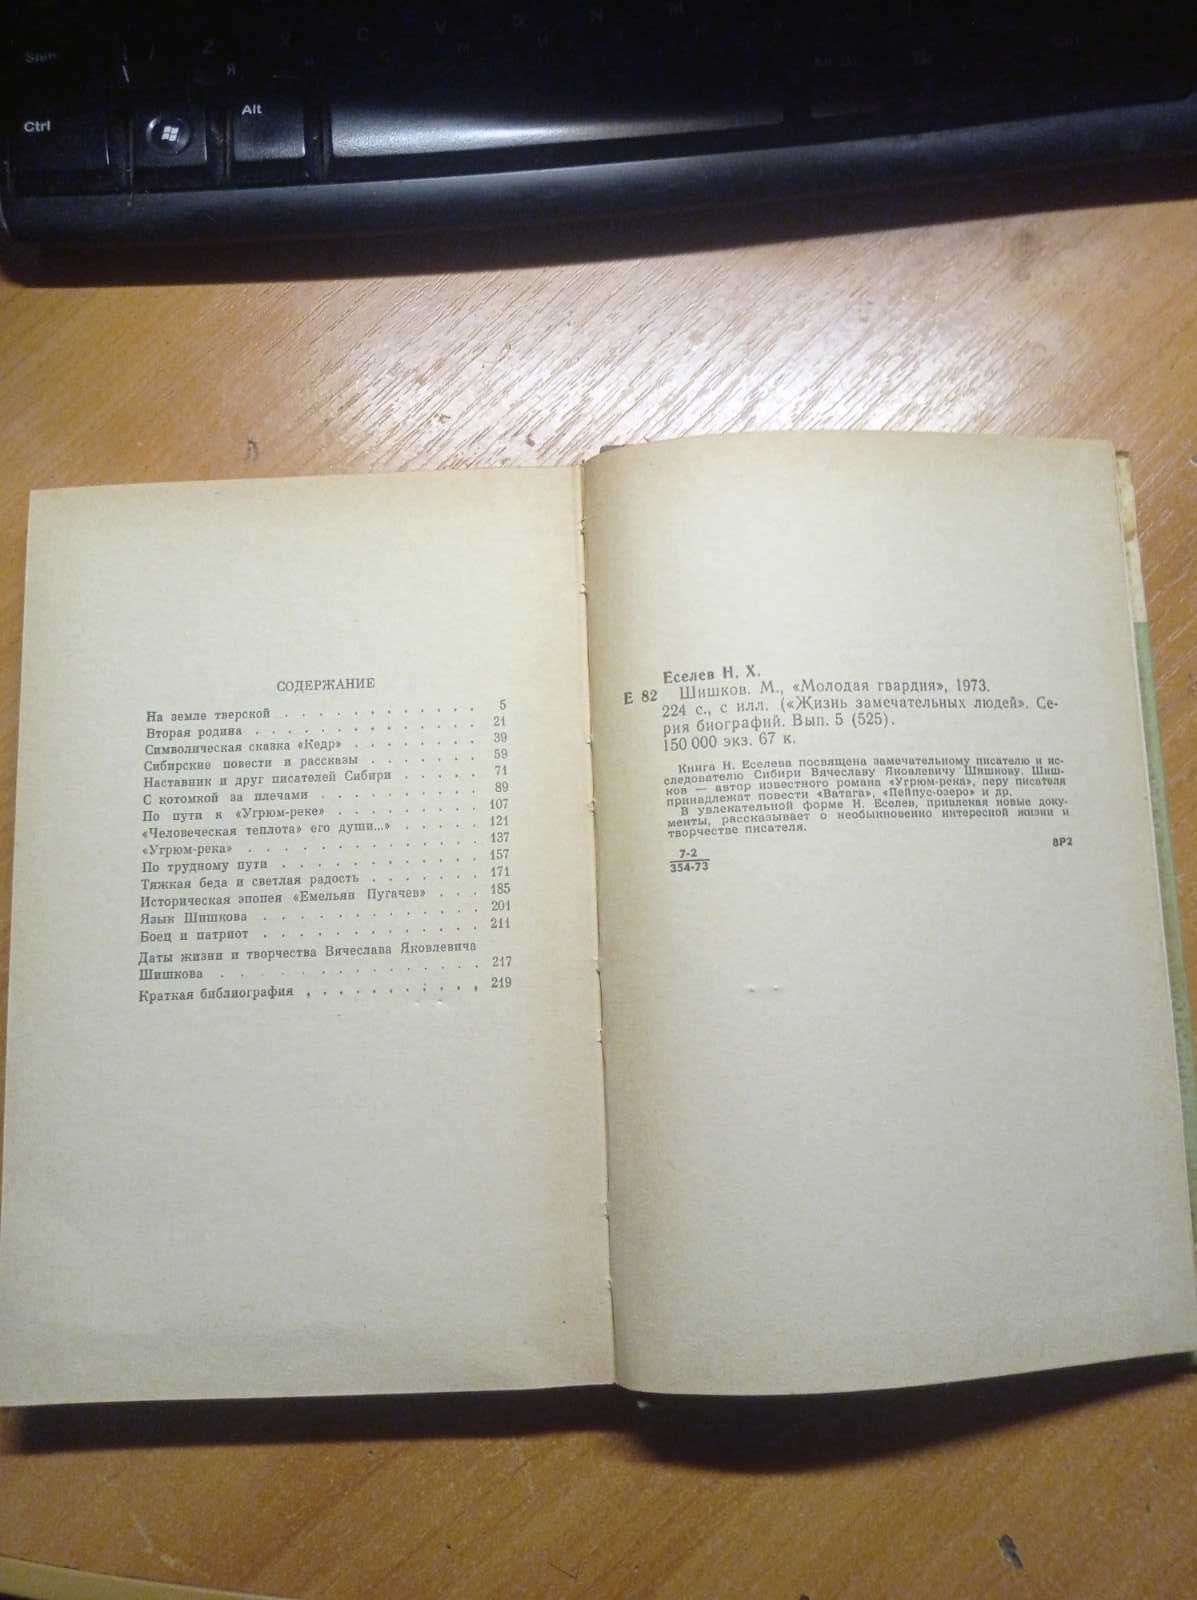 Shift
Z
X
C
V
N
M
Я
Ctrl
Alt
СОДЕРЖАНИЕ
На земле тверской . . . . . . . . . . . . 5
Вторая родина . . . . . . . . . . . . . 21
Символическая сказка «Кедр» . . . . . . . . 39
Сибирские повести и рассказы . . . . . . . 59
Наставник и друг писателей Сибири . . . . . 71
С котомкой за плечами . . . . . . . . . . 89
По пути к «Угрюм-реке» . . . . . . . . . 107
«Человеческая теплота» его души...» . . . . . 121
«Угрюм-река» . . . . . . . . . . . . . 137
По трудному пути . . . . . . . . . . . . 157
Тяжкая беда и светлая радость . . . . . . . 171
Историческая эпопея «Емельян Пугачев» . . . 185
Язык Шишкова . . . . . . . . . . . . . 201
Боец и патриот . . . . . . . . . . . . . 211
Даты жизни и творчества Вячеслава Яковлевича
Шишкова . . . . . . . . . . . . . . . 217
Краткая библиография . . . . . . . . . . 219
Еселев Н. Х.
Е 82 Шишков. М., «Молодая гвардия», 1973.
224 с., с илл. («Жизнь замечательных людей». Се-
рия биографий. Вып. 5 (525).
150 000 экз. 67 к.
Книга Н. Еселева посвящена замечательному писателю и ис-
следователю Сибири Вячеславу Яковлевичу Шишкову. Шиш-
ков — автор известного романа «Угрюм-река», перу писателя
принадлежат повести «Ватага», «Пейпус-озеро» и др.
В увлекательной форме Н. Еселев, привлекая новые доку-
менты, рассказывает о необыкновенно интересной жизни и
творчестве писателя.
7-2
354-73
8Р2